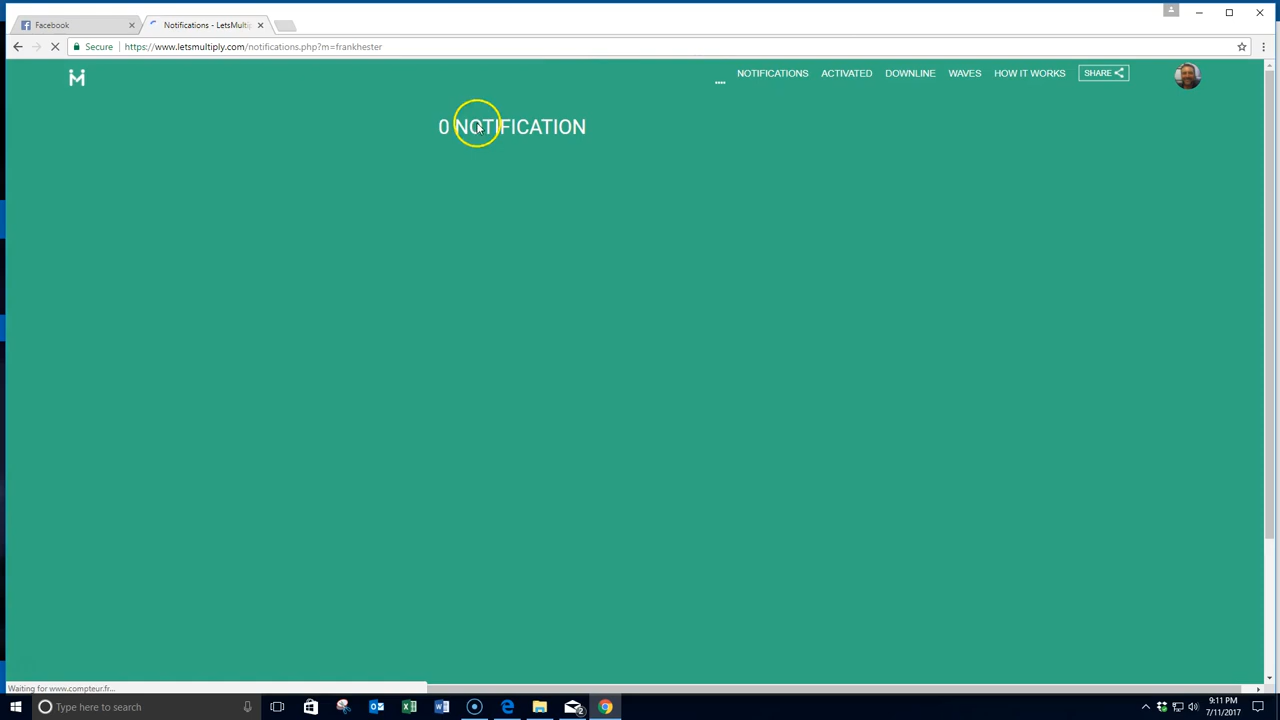 Facebook
Notifications - LetsMultip
Secure
https://www.letsmultiply.com/notifications.php?m=frankhester
NOTIFICATIONS
ACTIVATED
DOWNLINE
WAVES
HOW IT WORKS
SHARE
0 NOTIFICATION
Waiting for www.compteur.fr...
Type here to search
9:11 PM
7/11/2017